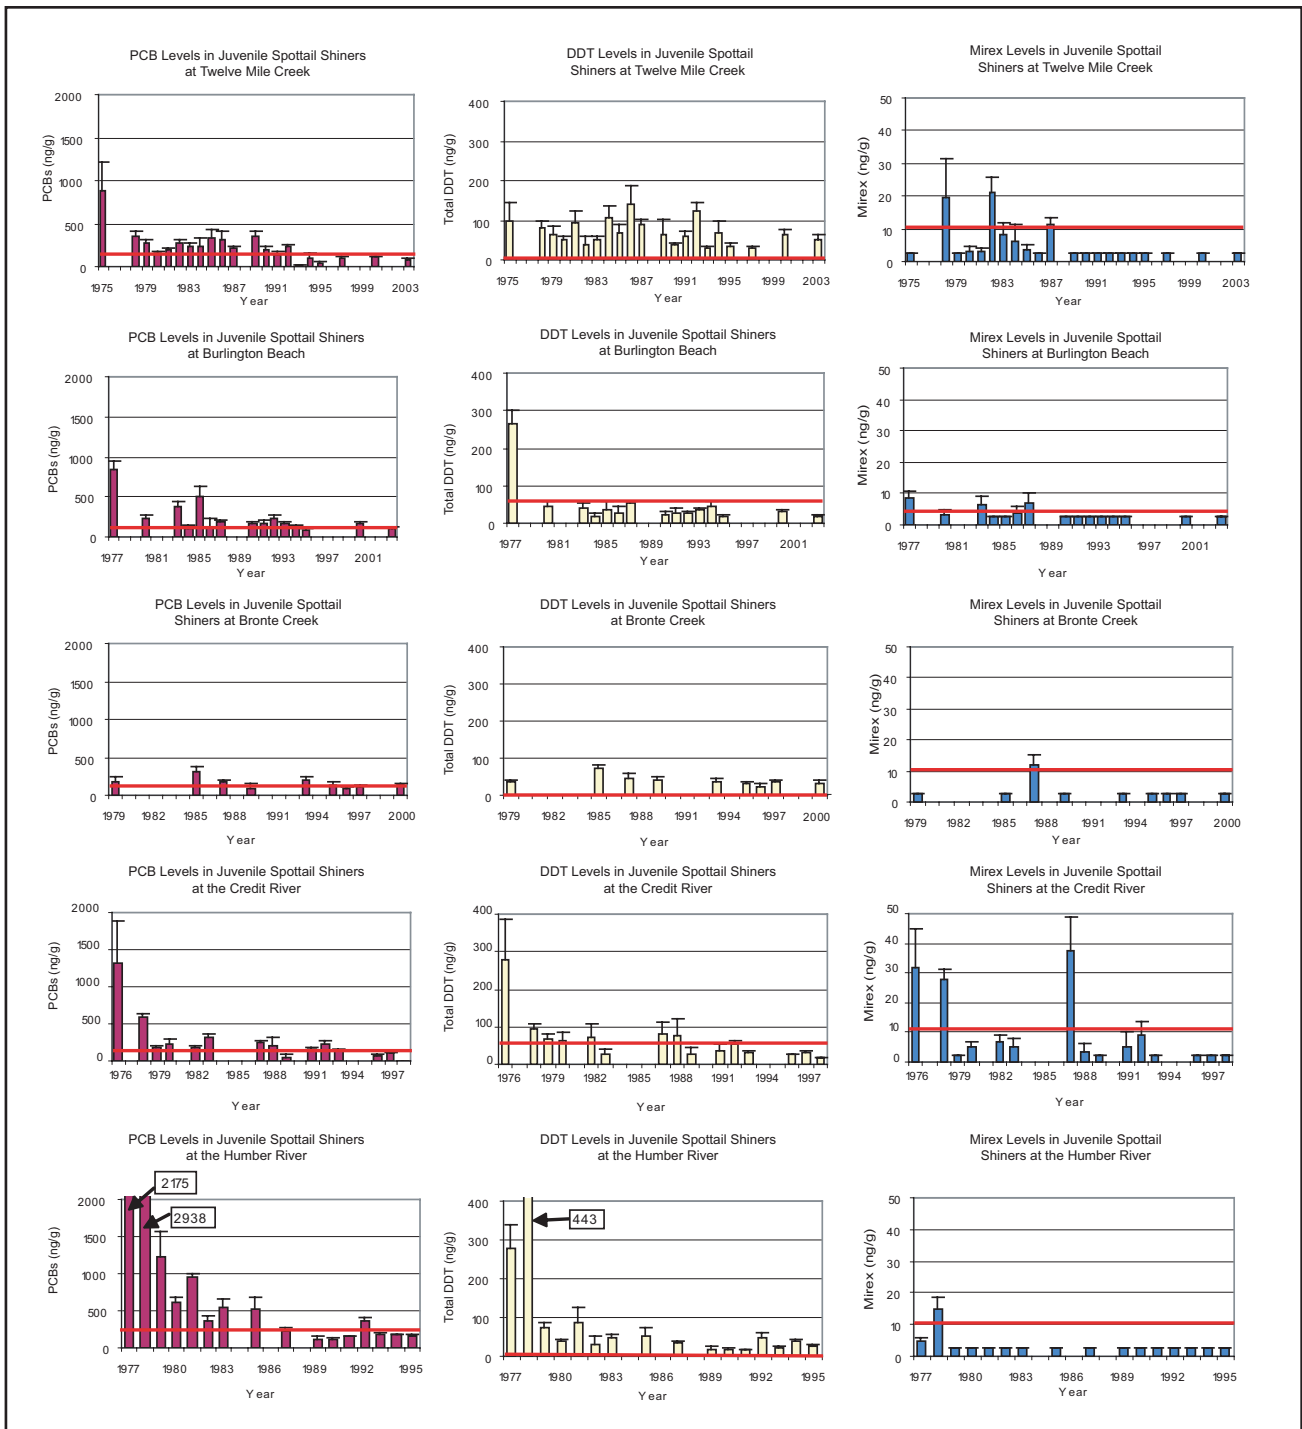 PCB Levels in Juvenile Spottail Shiners
at Twelve Mile Creek
PCBs (ng/g)
2000
1500
1000
500
0
1975 1979 1983 1987 1991 1995 1999 2003
Year
DDT Levels in Juvenile Spottail
Shiners at Twelve Mile Creek
Total DDT (ng/g)
400
300
200
100
0
1975 1979 1983 1987 1991 1995 1999 2003
Year
Mirex Levels in Juvenile Spottail
Shiners at Twelve Mile Creek
Mirex (ng/g)
50
40
30
20
10
0
1975 1979 1983 1987 1991 1995 1999 2003
Year
PCB Levels in Juvenile Spottail Shiners
at Burlington Beach
PCBs (ng/g)
2000
1500
1000
500
0
1977 1981 1985 1989 1993 1997 2001
Year
DDT Levels in Juvenile Spottail Shiners
at Burlington Beach
Total DDT (ng/g)
400
300
200
100
0
1977 1981 1985 1989 1993 1997 2001
Year
Mirex Levels in Juvenile Spottail
Shiners at Burlington Beach
Mirex (ng/g)
50
40
30
20
10
0
1977 1981 1985 1989 1993 1997 2001
Year
PCB Levels in Juvenile Spottail
Shiners at Bronte Creek
PCBs (ng/g)
2000
1500
1000
500
0
1979 1982 1985 1988 1991 1994 1997 2000
Year
DDT Levels in Juvenile Spottail Shiners
at Bronte Creek
Total DDT (ng/g)
400
300
200
100
0
1979 1982 1985 1988 1991 1994 1997 2000
Year
Mirex Levels in Juvenile Spottail
Shiners at Bronte Creek
Mirex (ng/g)
50
40
30
20
10
0
1979 1982 1985 1988 1991 1994 1997 2000
Year
PCB Levels in Juvenile Spottail Shiners
at the Credit River
PCBs (ng/g)
2000
1500
1000
500
0
1976 1979 1982 1985 1988 1991 1994 1997
Year
DDT Levels in Juvenile Spottail Shiners
at the Credit River
Total DDT (ng/g)
400
300
200
100
0
1976 1979 1982 1985 1988 1991 1994 1997
Year
Mirex Levels in Juvenile Spottail
Shiners at the Credit River
Mirex (ng/g)
50
40
30
20
10
0
1976 1979 1982 1985 1988 1991 1994 1997
Year
PCB Levels in Juvenile Spottail Shiners
at the Humber River
2175
2938
PCBs (ng/g)
2000
1500
1000
500
0
1977 1980 1983 1986 1989 1992 1995
Year
DDT Levels in Juvenile Spottail Shiners
at the Humber River
443
Total DDT (ng/g)
400
300
200
100
0
1977 1980 1983 1986 1989 1992 1995
Year
Mirex Levels in Juvenile Spottail
Shiners at the Humber River
Mirex (ng/g)
50
40
30
20
10
0
1977 1980 1983 1986 1989 1992 1995
Year